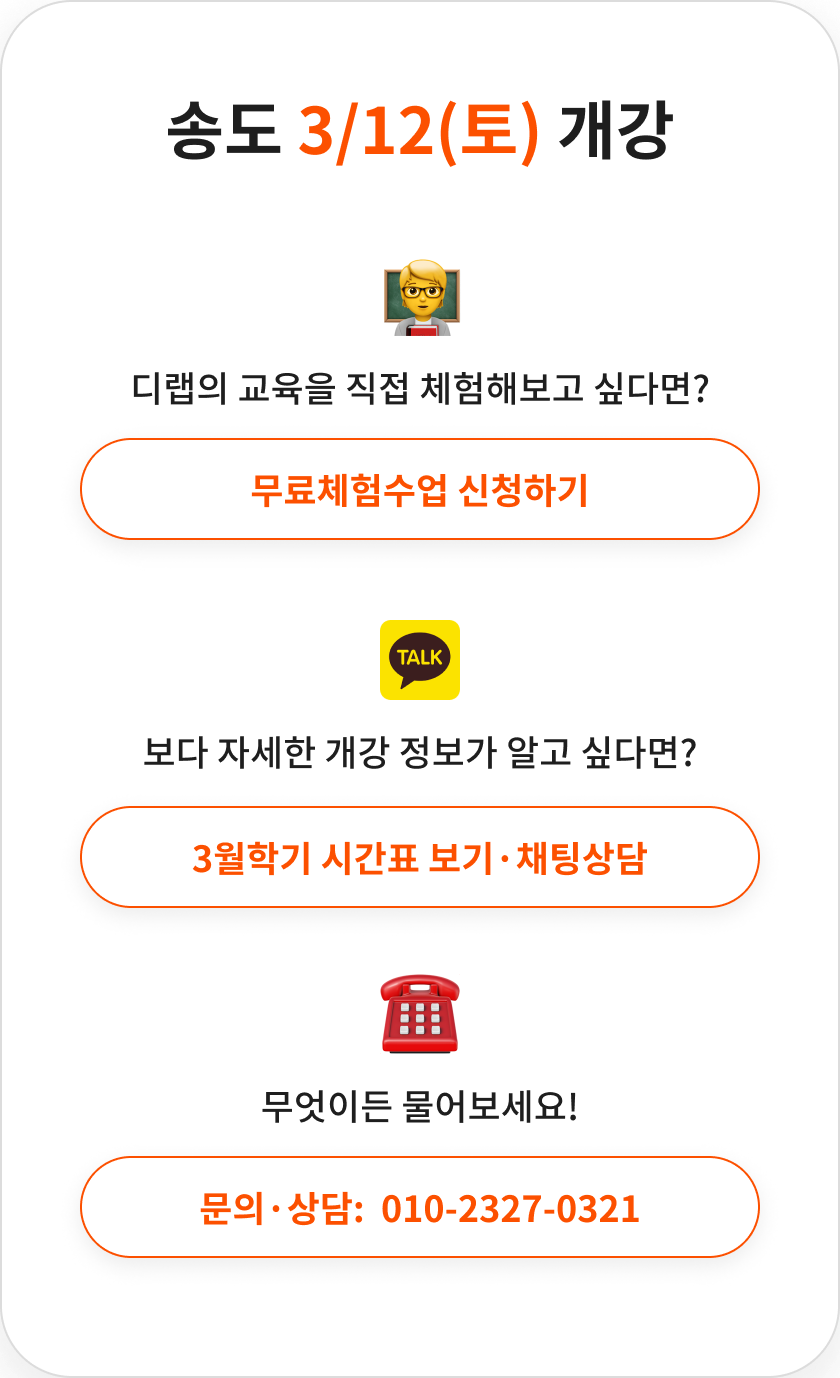 송도 3/12(토) 개강
디랩의 교육을 직접 체험해보고 싶다면?
무료체험수업 신청하기
TALK
보다 자세한 개강 정보가 알고 싶다면?
3월학기 시간표 보기·채팅상담
무엇이든 물어보세요!
문의·상담: 010-2327-0321